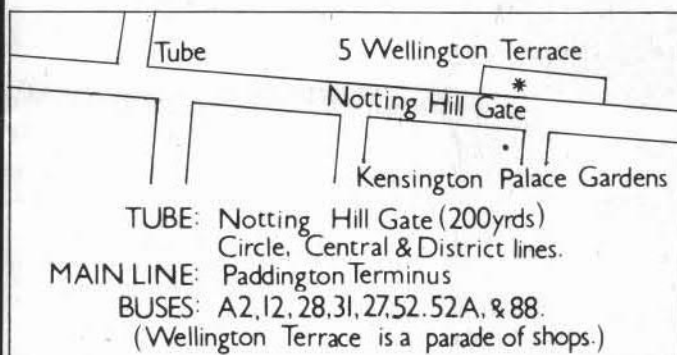 Tube
5 Wellington Terrace
*
Notting Hill Gate
Kensington Palace Gardens
TUBE: Notting Hill Gate (200yrds)
Circle, Central & District lines.
MAIN LINE: Paddington Terminus
BUSES: A2, 12, 28, 31, 27, 52. 52A, & 88.
(Wellington Terrace is a parade of shops.)